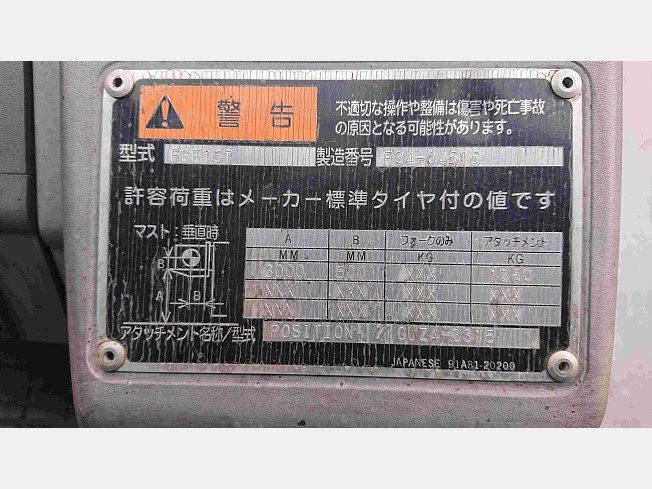 警告
不適切な操作や整備は傷害や死亡事故
の原因となる可能性があります。
型式 FGE15T 製造番号 F34-84515
許容荷重はメーカー標準タイヤ付の値です
マスト:垂直時
A B フォークのみ アタッチメント
MM MM KG KG
3000 500 XXX 1350
XXX XXX XXX XXX
XXX XXX XXX XXX
B
A
B
アタッチメント名称/型式 POSITION
JAPANESE 91A81-20200